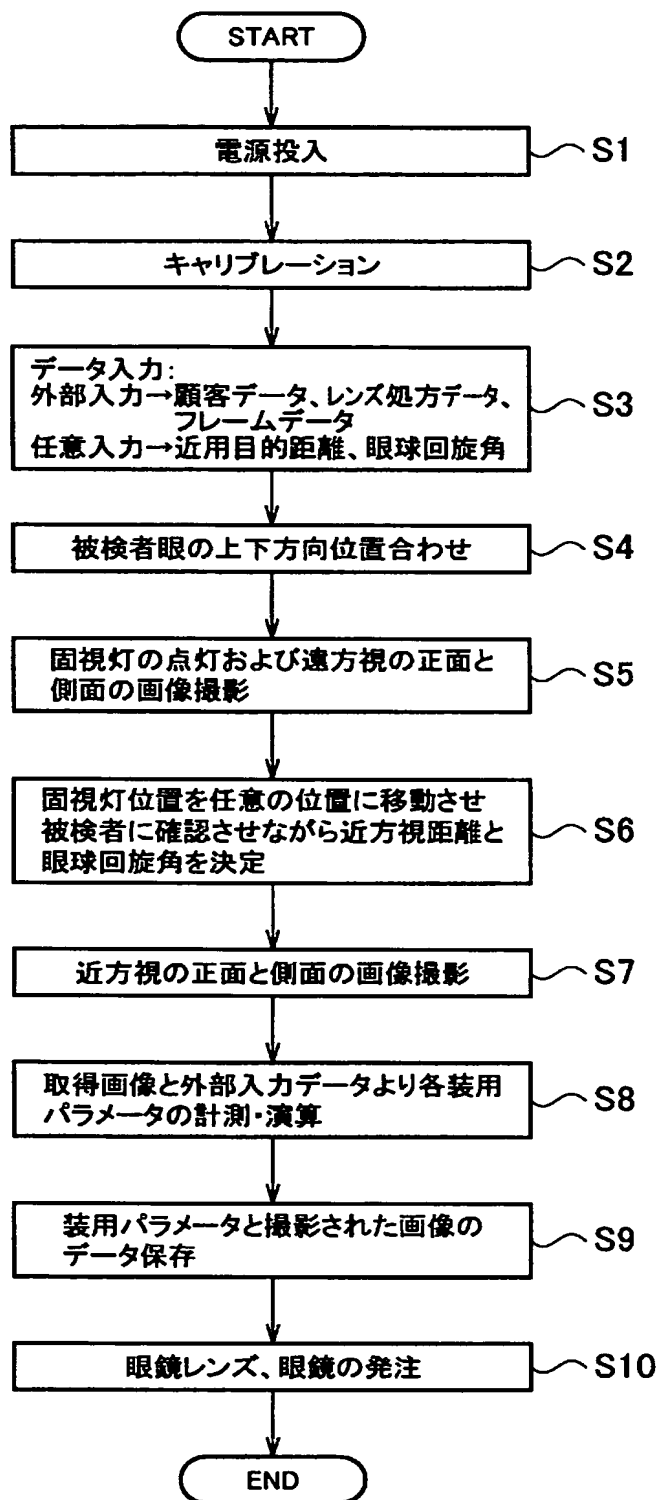 START
電源投入
S1
キャリブレーション
S2
データ入力:
外部入力→顧客データ、レンズ処方データ、
フレームデータ
任意入力→近用目的距離、眼球回旋角
S3
被検者眼の上下方向位置合わせ
S4
固視灯の点灯および遠方視の正面と
側面の画像撮影
S5
固視灯位置を任意の位置に移動させ
被検者に確認させながら近方視距離と
眼球回旋角を決定
S6
近方視の正面と側面の画像撮影
S7
取得画像と外部入力データより各装用
パラメータの計測・演算
S8
装用パラメータと撮影された画像の
データ保存
S9
眼鏡レンズ、眼鏡の発注
S10
END